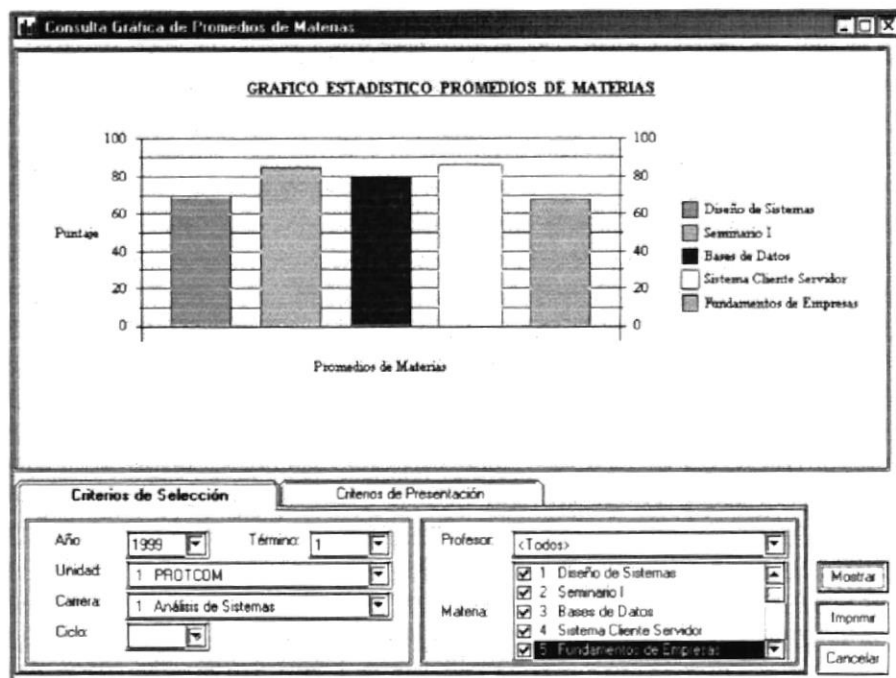 Consulta Gráfica de Promedios de Materias
GRAFICO ESTADISTICO PROMEDIOS DE MATERIAS
100 100
80 80
Puntaje 60 60
40 40
20 20
0 0
Promedios de Materias
Diseño de Sistemas
Seminario I
Bases de Datos
Sistema Cliente Servidor
Fundamentos de Empresas
Criterios de Selección Criterios de Presentación
Año 1999 Término: 1
Unidad: 1 PROTCOM
Carrera: 1 Análisis de Sistemas
Ciclo:
Profesor: <Todos>
Materia:
1 Diseño de Sistemas
2 Seminario I
3 Bases de Datos
4 Sistema Cliente Servidor
5 Fundamentos de Empresas
Mostrar
Imprimir
Cancelar